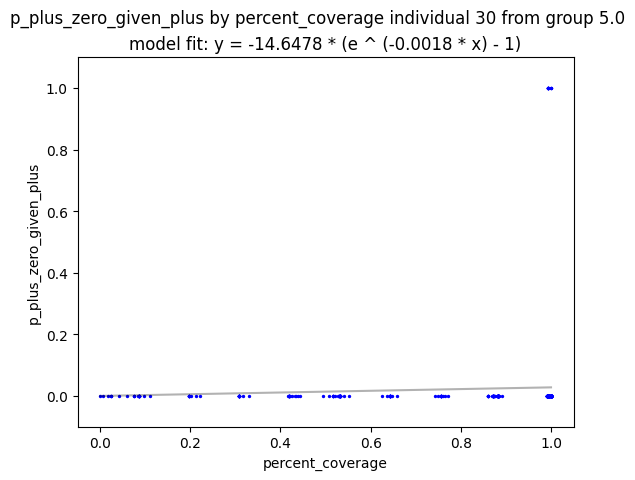 p_plus_zero_given_plus by percent_coverage individual 30 from group 5.0
model fit: y = -14.6478 * (e ^ (-0.0018 * x) - 1)
1.0
0.8
0.6
0.4
0.2
0.0
p_plus_zero_given_plus
0.0 0.2 0.4 0.6 0.8 1.0
percent_coverage